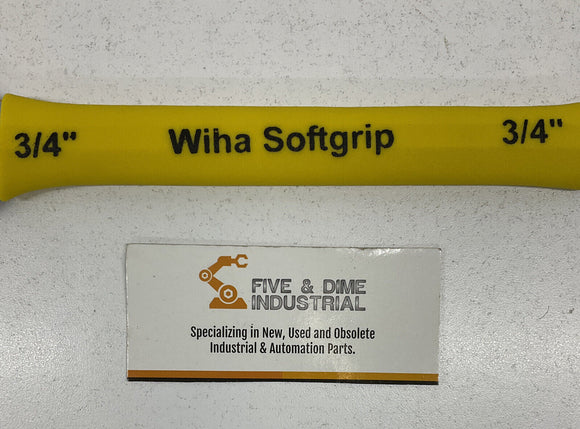 3/4" Wiha Softgrip 3/4"
FIVE & DIME
INDUSTRIAL
Specializing in New, Used and Obsolete
Industrial & Automation Parts.